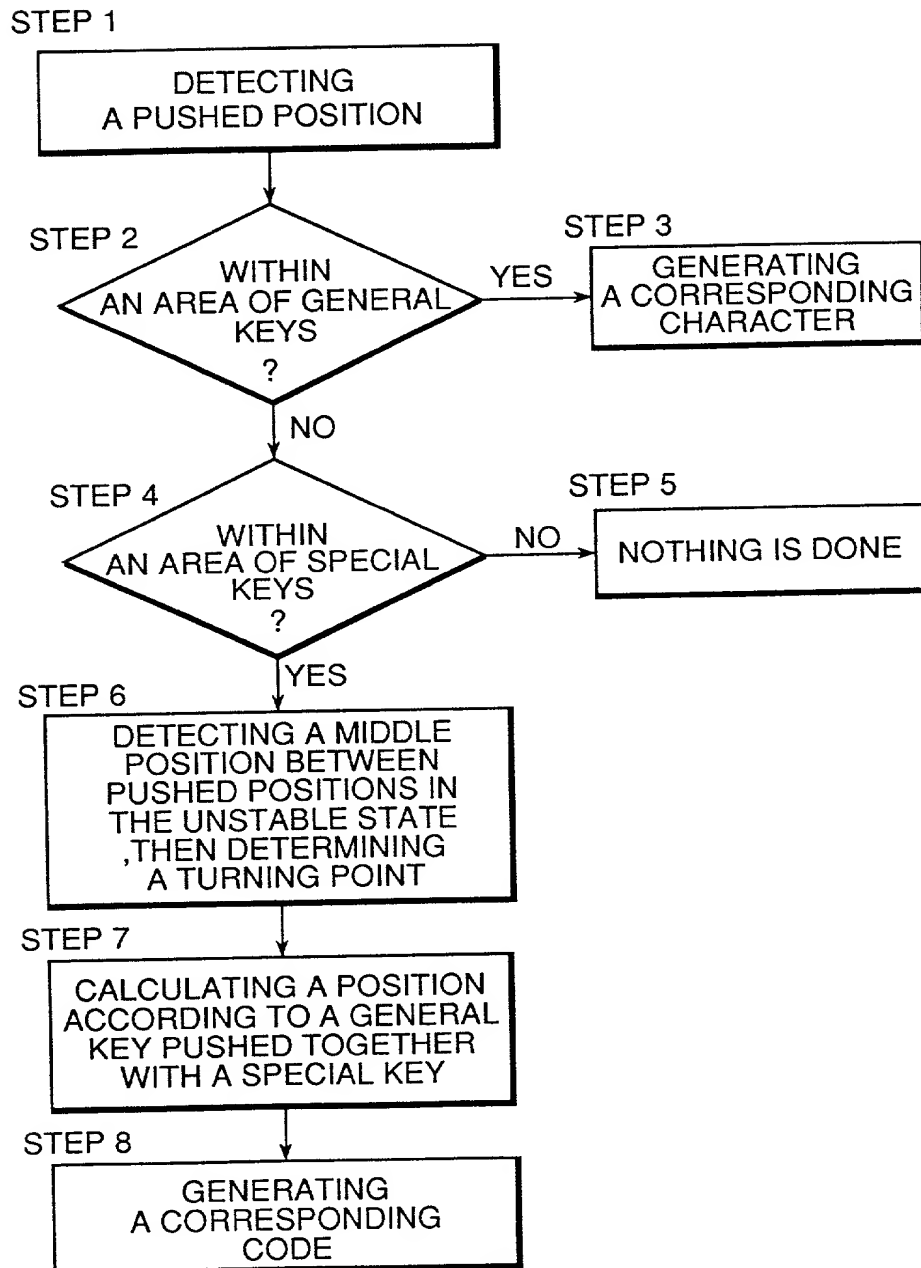 STEP 1
DETECTING
A PUSHED POSITION
STEP 2
WITHIN
AN AREA OF GENERAL
KEYS
?
YES
STEP 3
GENERATING
A CORRESPONDING
CHARACTER
NO
STEP 4
WITHIN
AN AREA OF SPECIAL
KEYS
?
NO
STEP 5
NOTHING IS DONE
YES
STEP 6
DETECTING A MIDDLE
POSITION BETWEEN
PUSHED POSITIONS IN
THE UNSTABLE STATE
,THEN DETERMINING
A TURNING POINT
STEP 7
CALCULATING A POSITION
ACCORDING TO A GENERAL
KEY PUSHED TOGETHER
WITH A SPECIAL KEY
STEP 8
GENERATING
A CORRESPONDING
CODE